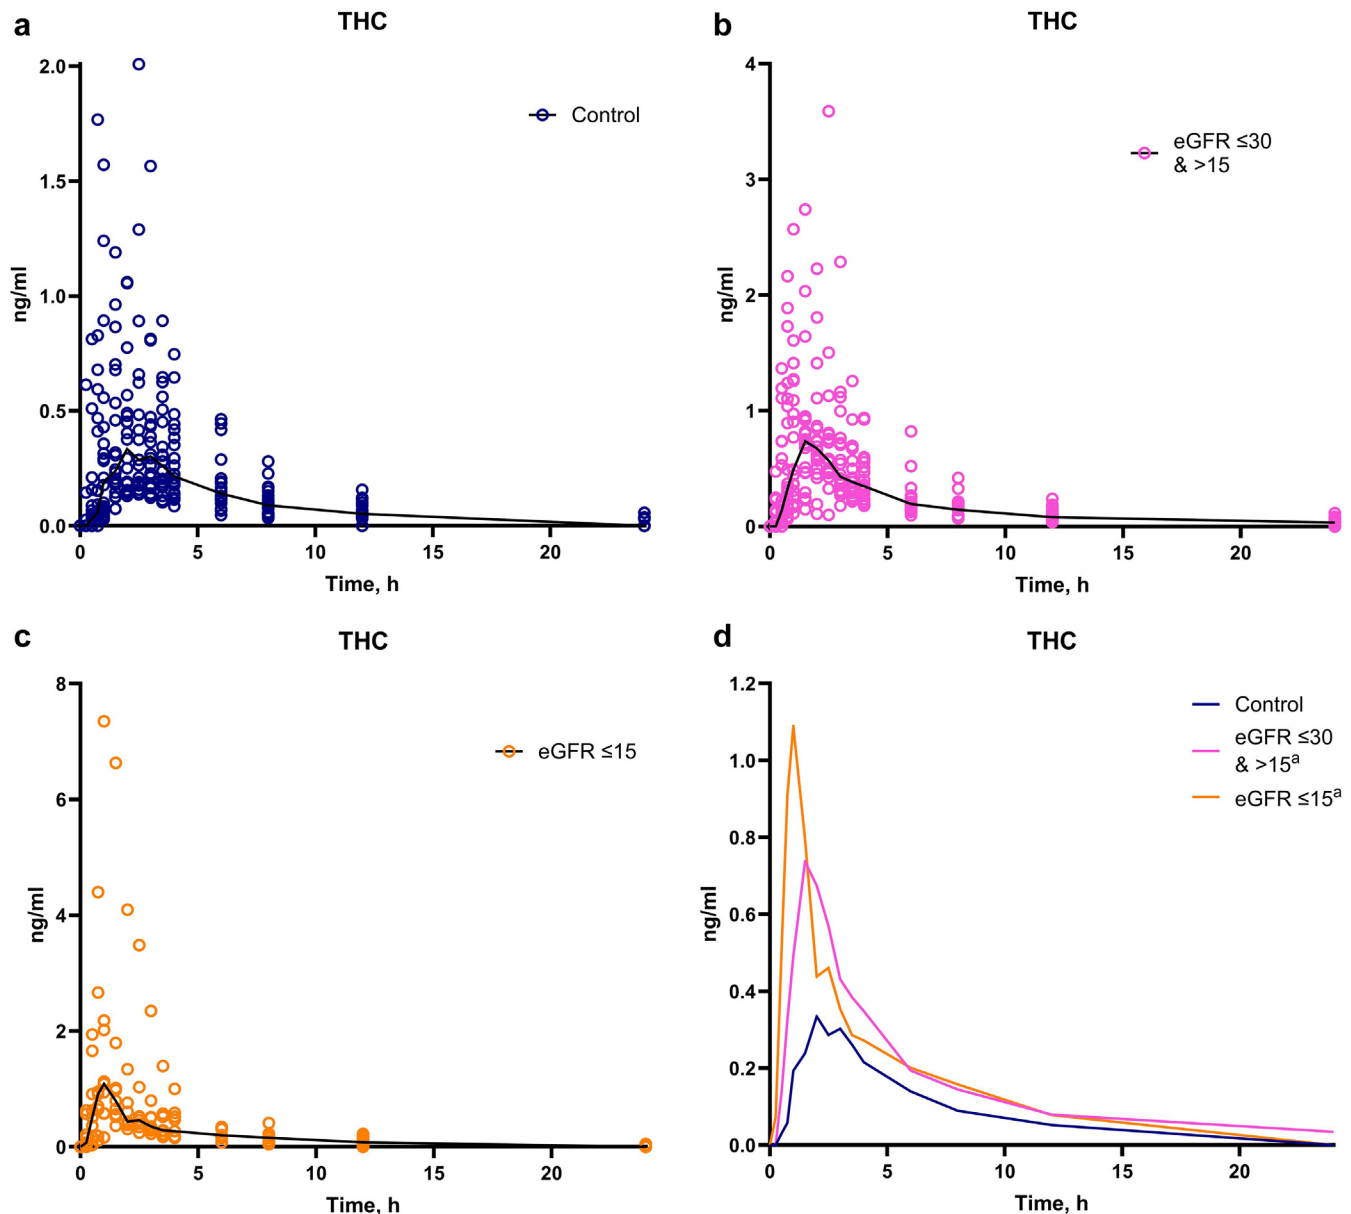 a
THC
2.0
1.5
1.0
0.5
0.0
ng/ml
0 5 10 15 20
Time, h
Control
b
THC
4
3
2
1
0
ng/ml
0 5 10 15 20
Time, h
eGFR ≤30
& >15
c
THC
8
6
4
2
0
ng/ml
0 5 10 15 20
Time, h
eGFR ≤15
d
THC
1.2
1.0
0.8
0.6
0.4
0.2
0.0
ng/ml
0 5 10 15 20
Time, h
Control
eGFR ≤30
& >15ᵃ
eGFR ≤15ᵃ